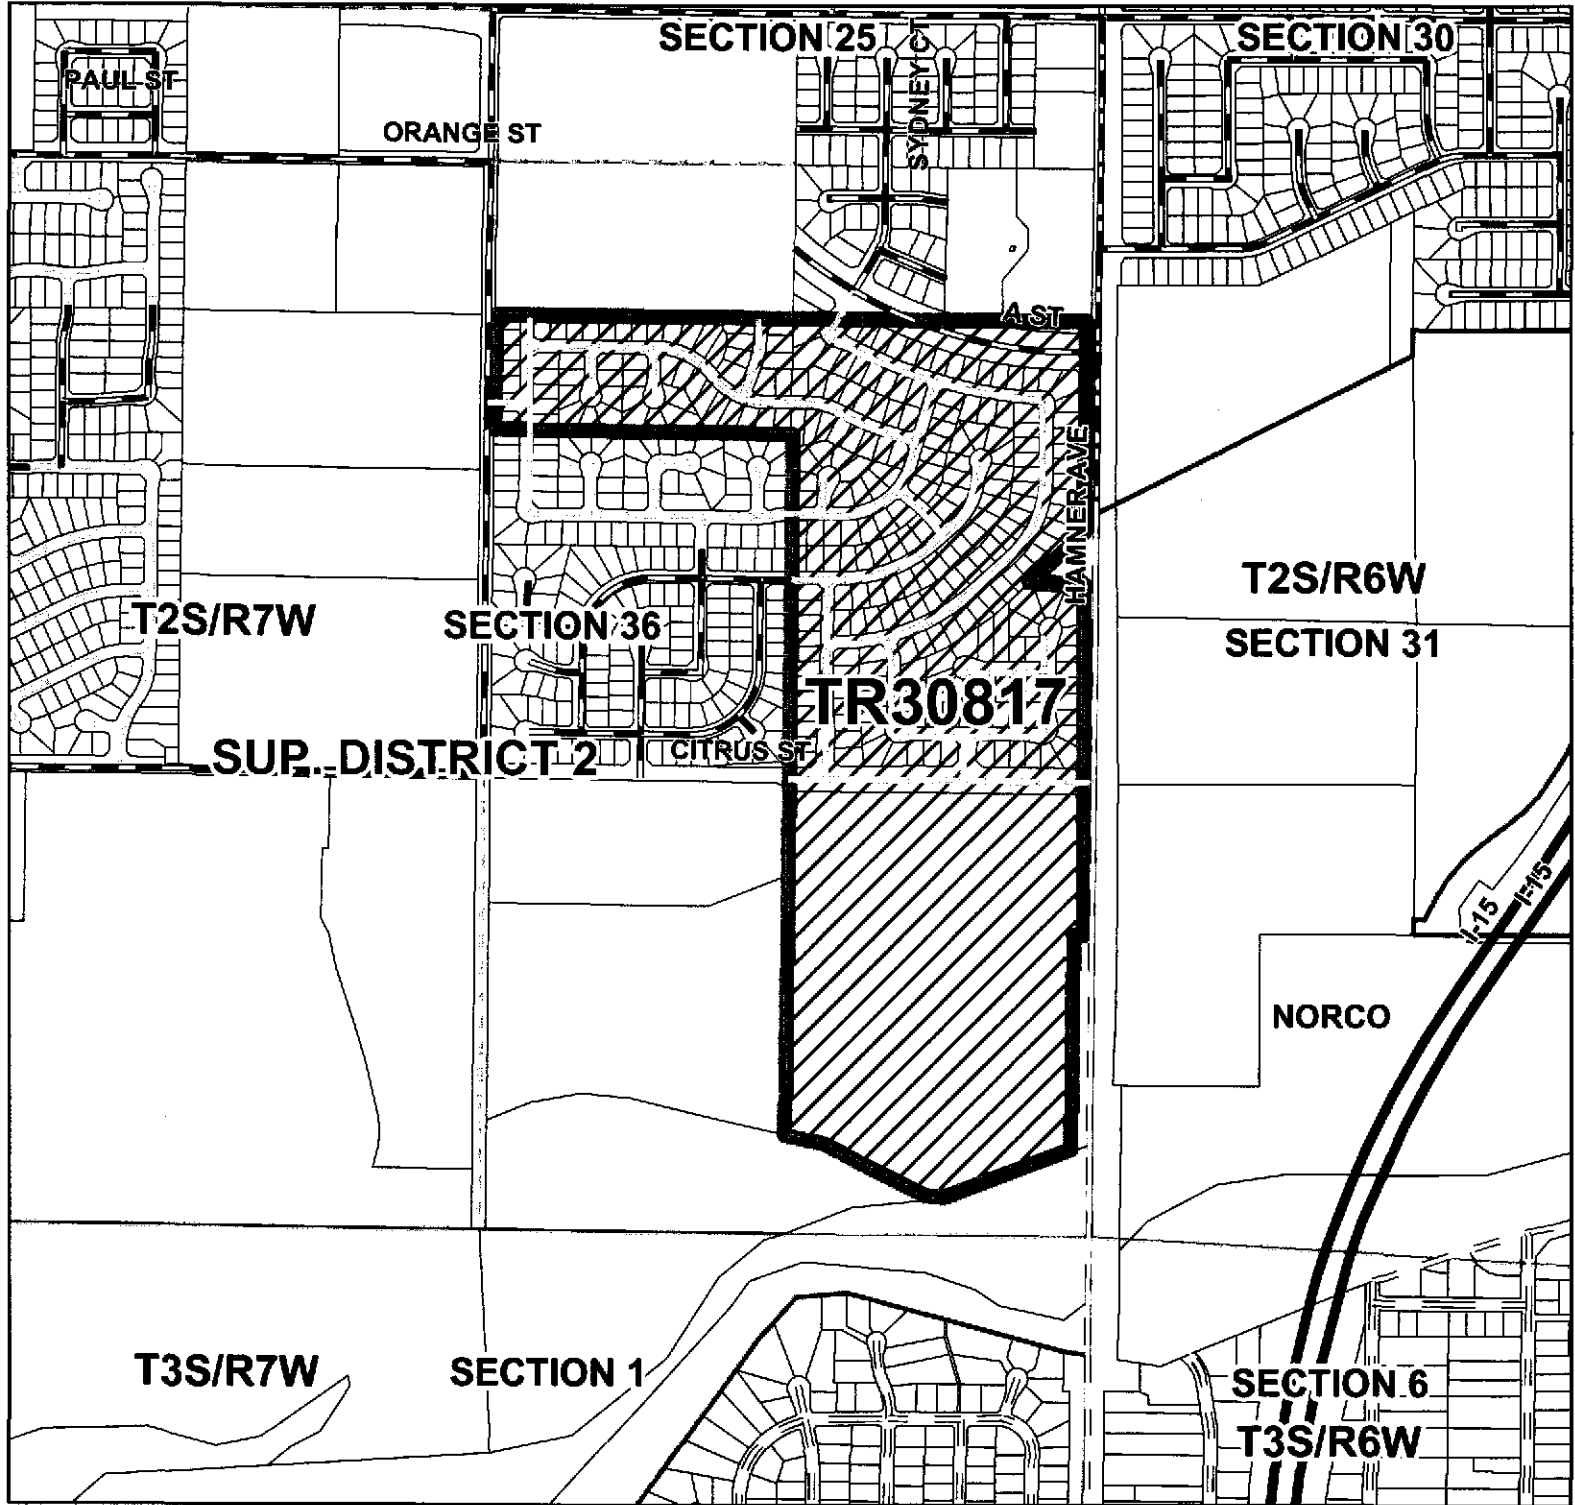 SECTION 25
SECTION 30
PAUL ST
SYDNEY CT
ORANGE ST
A ST
HAMNER AVE
T2S/R6W
T2S/R7W
SECTION 36
SECTION 31
TR30817
SUP. DISTRICT 2
CITRUS ST
I-15
I-15
NORCO
T3S/R7W
SECTION 1
SECTION 6
T3S/R6W